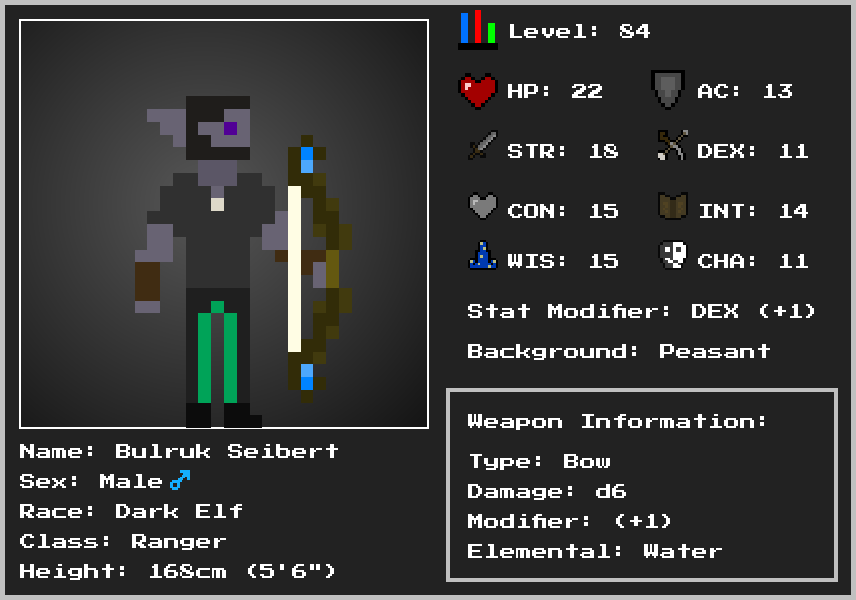 Level: 84
HP: 22
AC: 13
STR: 18
DEX: 11
CON: 15
INT: 14
WIS: 15
CHA: 11
Stat Modifier: DEX (+1)
Background: Peasant
Weapon Information:
Type: Bow
Damage: d6
Modifier: (+1)
Elemental: Water
Name: Bulruk Seibert
Sex: Male ♂
Race: Dark Elf
Class: Ranger
Height: 168cm (5'6")